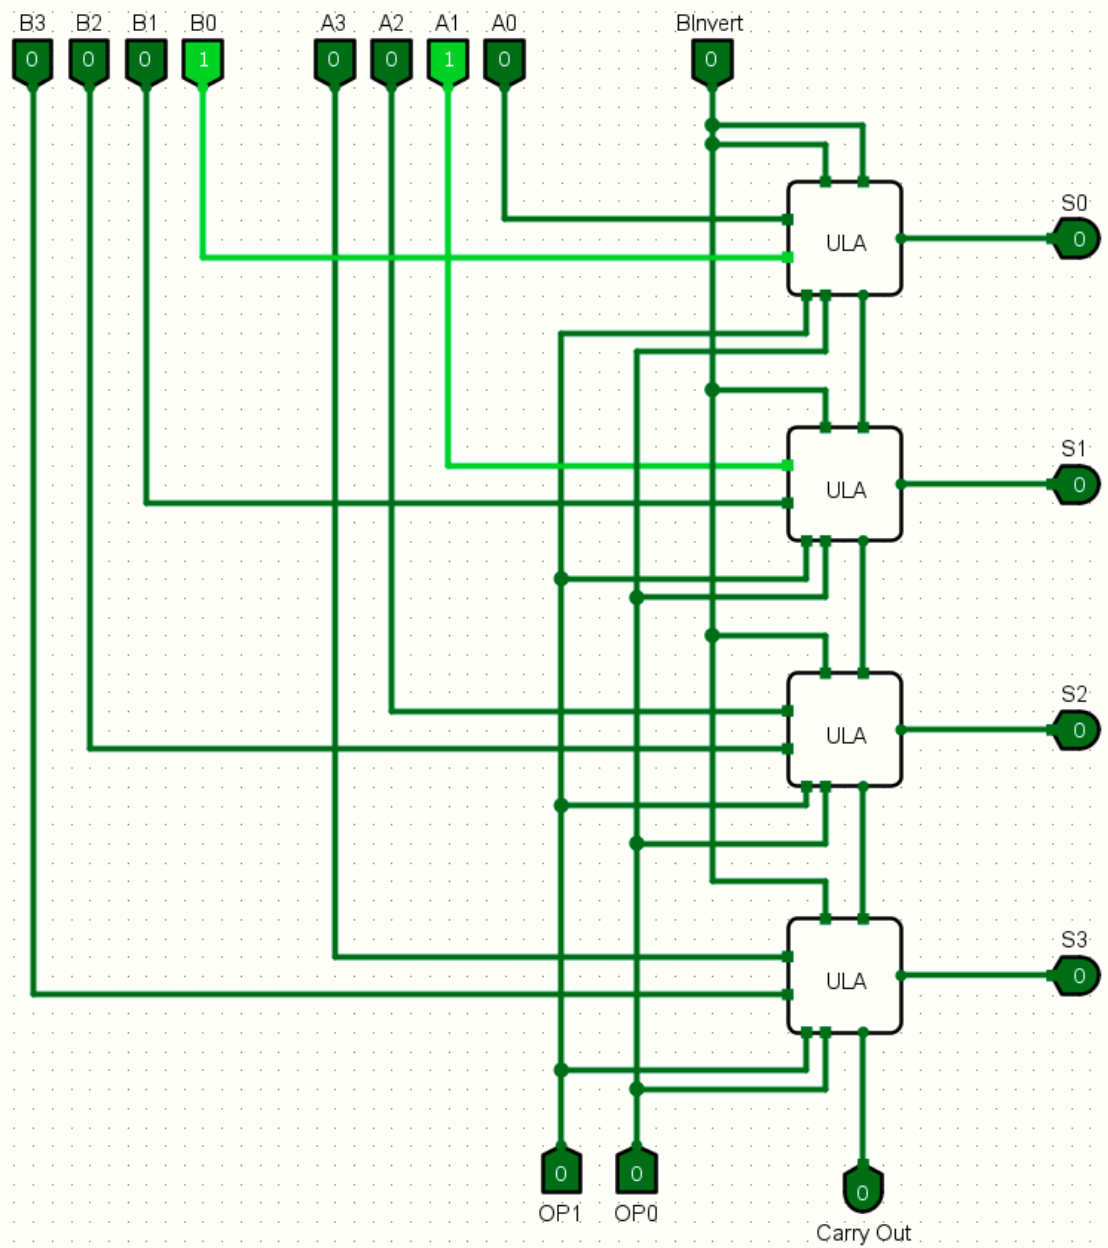 B3 B2 B1 B0 A3 A2 A1 A0 BInvert
0 0 0 1 0 0 1 0 0
S0
ULA 0
S1
ULA 0
S2
ULA 0
S3
ULA 0
0 0 0
OP1 OP0
Carry Out